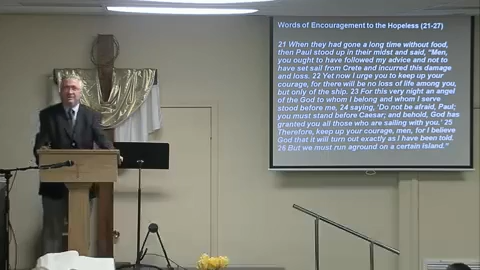 Words of Encouragement to the Hopeless (21-27)
21 When they had gone a long time without food,
then Paul stood up in their midst and said, "Men,
you ought to have followed my advice and not to
have set sail from Crete and incurred this damage
and loss. 22 Yet now I urge you to keep up your
courage, for there will be no loss of life among you,
but only of the ship. 23 For this very night an angel
of the God to whom I belong and whom I serve
stood before me, 24 saying, 'Do not be afraid, Paul;
you must stand before Caesar; and behold, God has
granted you all those who are sailing with you.' 25
Therefore, keep up your courage, men, for I believe
God that it will turn out exactly as I have been told.
26 But we must run aground on a certain island."